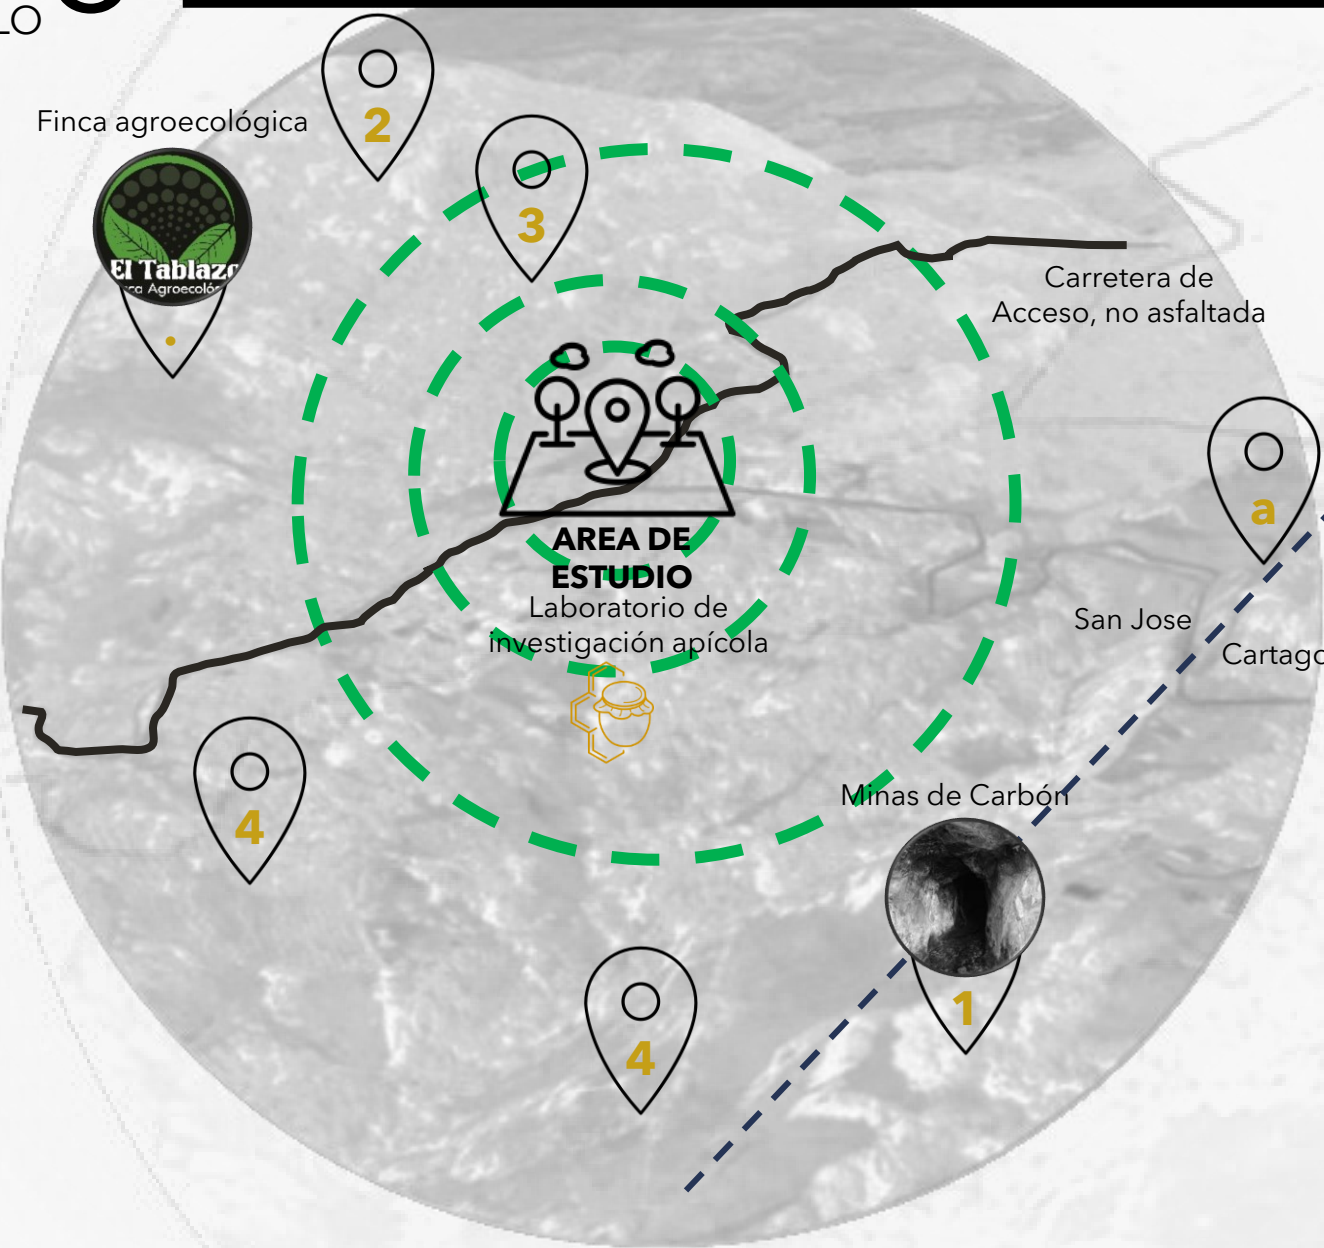 LO
2
Finca agroecológica
3
El Tablazo
Carretera de
Acceso, no asfaltada
a
AREA DE
ESTUDIO
Laboratorio de
investigación apícola
San Jose
Cartago
Minas de Carbón
4
1
4